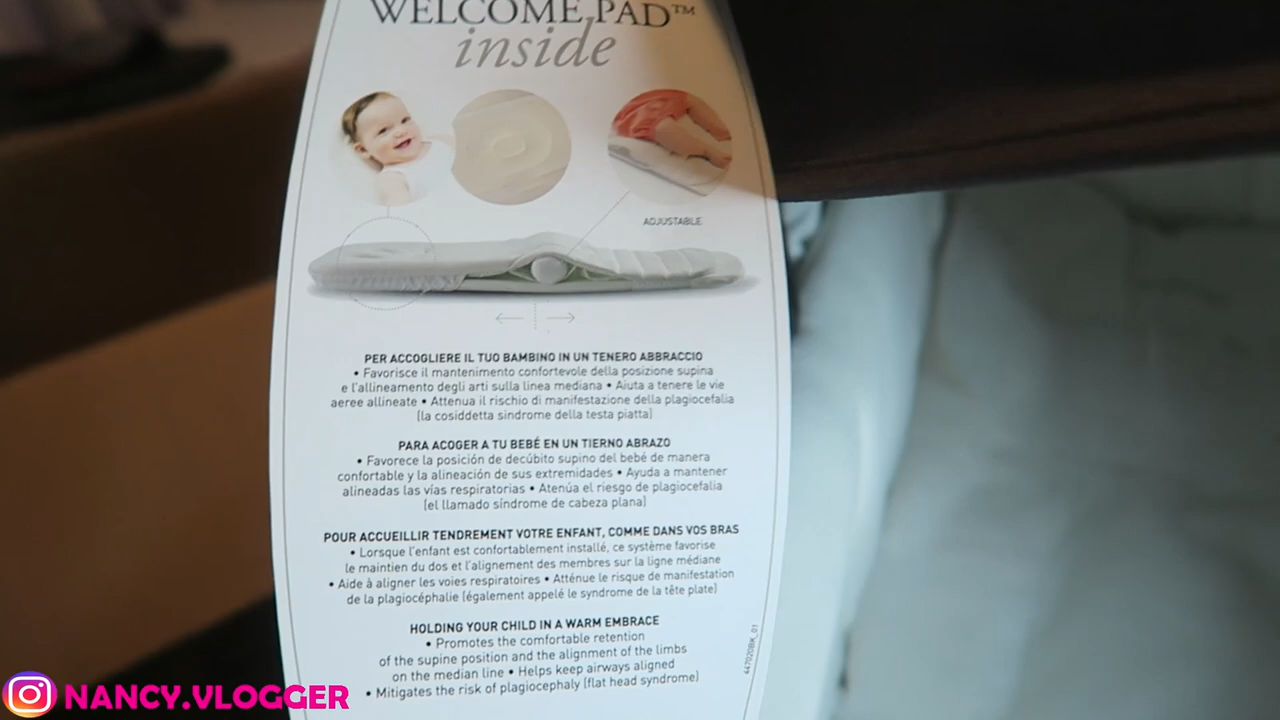 WELCOME PAD™
inside
ADJUSTABLE
PER ACCOGLIERE IL TUO BAMBINO IN UN TENERO ABBRACCIO
• Favorisce il mantenimento confortevole della posizione supina
e l'allineamento degli arti sulla linea mediana • Aiuta a tenere le vie
aeree allineate • Attenua il rischio di manifestazione della plagiocefalia
(la cosiddetta sindrome della testa piatta)
PARA ACOGER A TU BEBÉ EN UN TIERNO ABRAZO
• Favorece la posición de decúbito supino del bebé de manera
confortable y la alineación de sus extremidades • Ayuda a mantener
alineadas las vías respiratorias • Atenúa el riesgo de plagiocefalia
(el llamado síndrome de cabeza plana)
POUR ACCUEILLIR TENDREMENT VOTRE ENFANT, COMME DANS VOS BRAS
• Lorsque l'enfant est confortablement installé, ce système favorise
le maintien du dos et l'alignement des membres sur la ligne médiane
• Aide à aligner les voies respiratoires • Atténue le risque de manifestation
de la plagiocéphalie (également appelé le syndrome de la tête plate)
HOLDING YOUR CHILD IN A WARM EMBRACE
• Promotes the comfortable retention
of the supine position and the alignment of the limbs
on the median line • Helps keep airways aligned
• Mitigates the risk of plagiocephaly (flat head syndrome)
447020BK_01
NANCY.VLOGGER